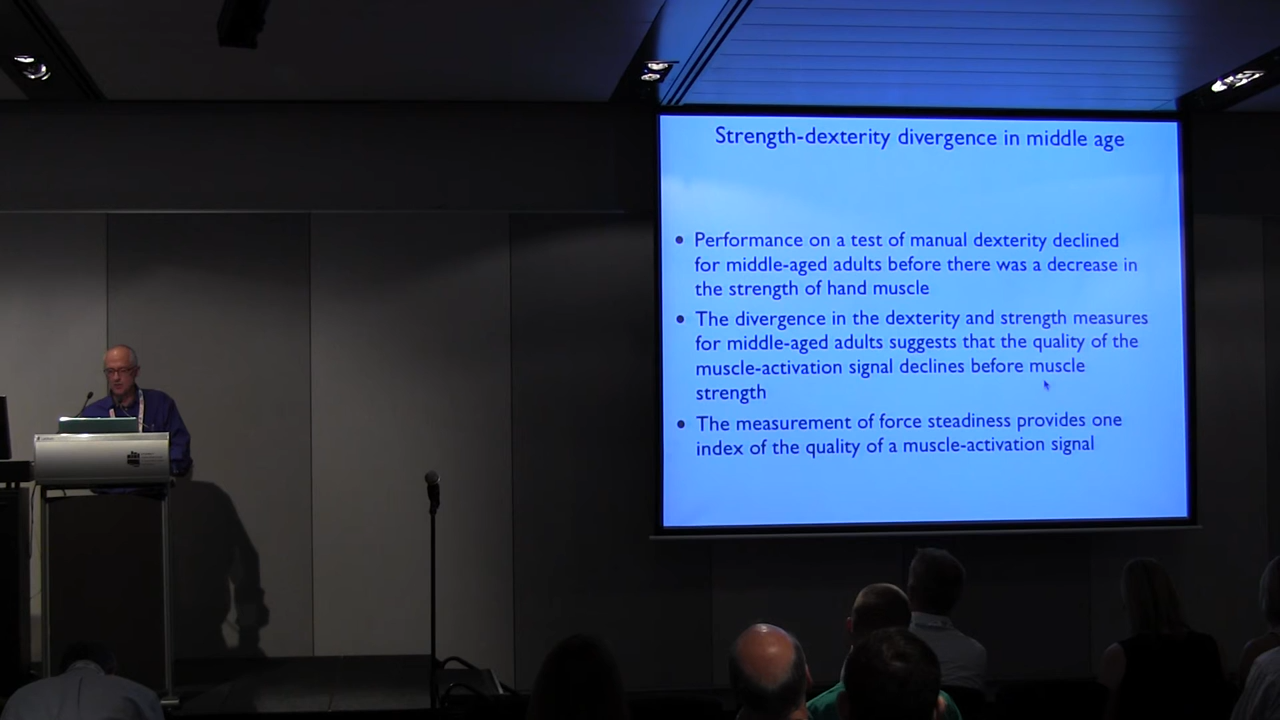 Strength-dexterity divergence in middle age
• Performance on a test of manual dexterity declined
for middle-aged adults before there was a decrease in
the strength of hand muscle
• The divergence in the dexterity and strength measures
for middle-aged adults suggests that the quality of the
muscle-activation signal declines before muscle
strength
• The measurement of force steadiness provides one
index of the quality of a muscle-activation signal